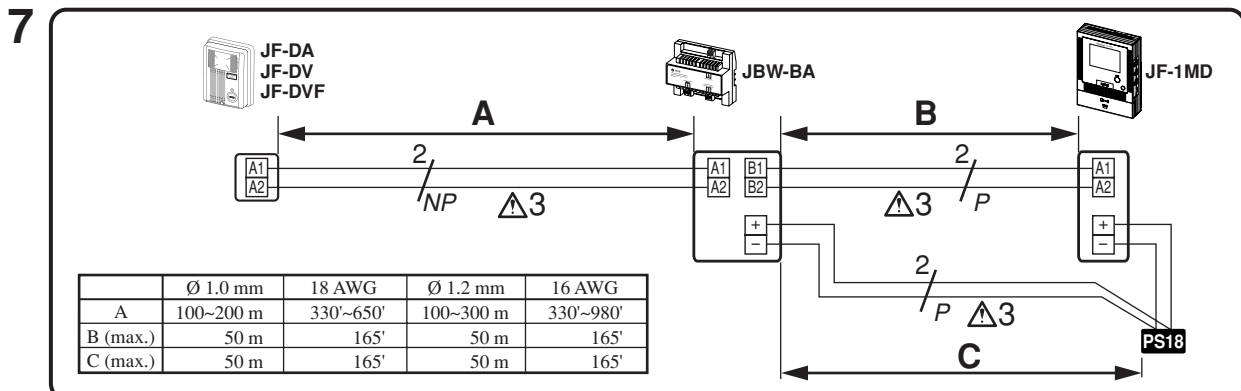 7
JF-DA
JF-DV
JF-DVF
JBW-BA
JF-1MD
A
B
A1
A2
2
NP
⚠3
A1
A2
B1
B2
+
−
2
P
⚠3
A1
A2
+
−
2
P
⚠3
PS18
C
Ø 1.0 mm 18 AWG Ø 1.2 mm 16 AWG
A 100~200 m 330'~650' 100~300 m 330'~980'
B (max.) 50 m 165' 50 m 165'
C (max.) 50 m 165' 50 m 165'